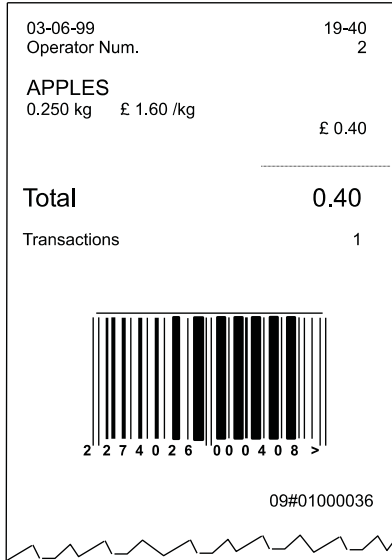 03-06-99 19-40
Operator Num. 2
APPLES
0.250 kg £ 1.60 /kg
£ 0.40
Total 0.40
Transactions 1
2 274026 000408 >
09#01000036